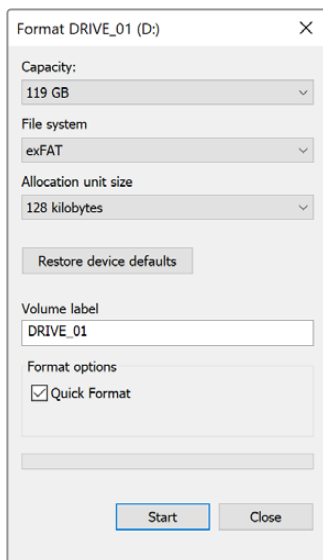 Format DRIVE_01 (D:)
Capacity:
119 GB
File system
exFAT
Allocation unit size
128 kilobytes
Restore device defaults
Volume label
DRIVE_01
Format options
Quick Format
Start
Close